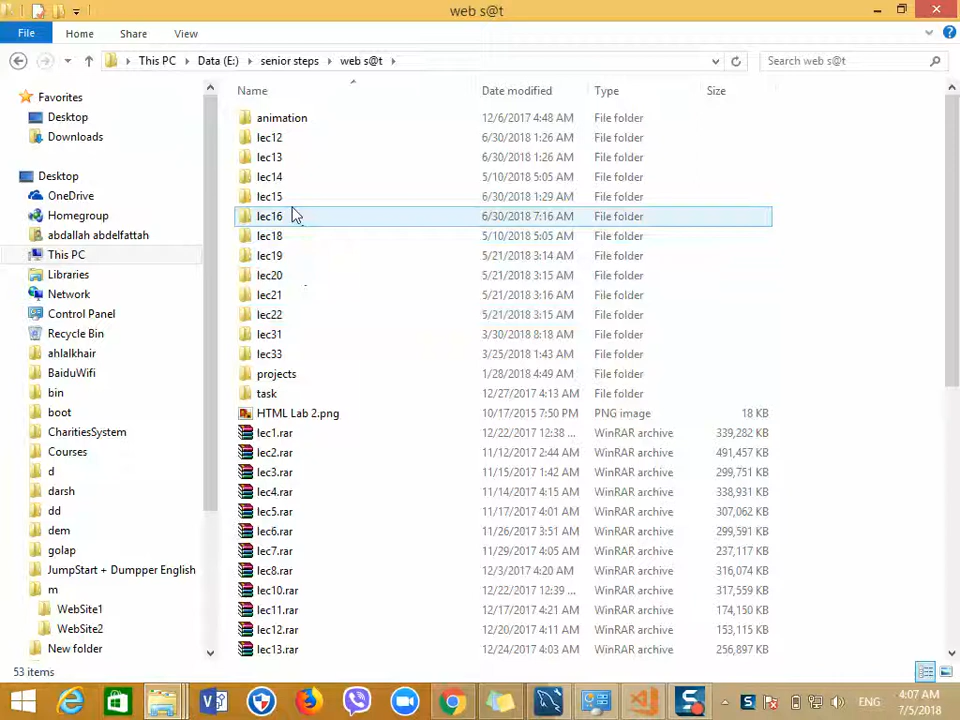 web s@t
File Home Share View
This PC Data (E:) senior steps web s@t Search web s@t
Name Date modified Type Size
Favorites
Desktop
Downloads
Desktop
OneDrive
Homegroup
abdallah abdelfattah
This PC
Libraries
Network
Control Panel
Recycle Bin
ahlalkhair
BaiduWifi
bin
boot
CharitiesSystem
Courses
d
darsh
dd
dem
golap
JumpStart + Dumpper English
m
WebSite1
WebSite2
New folder
animation 12/6/2017 4:48 AM File folder
lec12 6/30/2018 1:26 AM File folder
lec13 6/30/2018 1:26 AM File folder
lec14 5/10/2018 5:05 AM File folder
lec15 6/30/2018 1:29 AM File folder
lec16 6/30/2018 7:16 AM File folder
lec18 5/10/2018 5:05 AM File folder
lec19 5/21/2018 3:14 AM File folder
lec20 5/21/2018 3:15 AM File folder
lec21 5/21/2018 3:16 AM File folder
lec22 5/21/2018 3:15 AM File folder
lec31 3/30/2018 8:18 AM File folder
lec33 3/25/2018 1:43 AM File folder
projects 1/28/2018 4:49 AM File folder
task 12/27/2017 4:13 AM File folder
HTML Lab 2.png 10/17/2015 7:50 PM PNG image 18 KB
lec1.rar 12/22/2017 12:38 ... WinRAR archive 339,282 KB
lec2.rar 11/12/2017 2:44 AM WinRAR archive 491,457 KB
lec3.rar 11/15/2017 1:42 AM WinRAR archive 299,751 KB
lec4.rar 11/14/2017 4:15 AM WinRAR archive 338,931 KB
lec5.rar 11/17/2017 4:01 AM WinRAR archive 307,062 KB
lec6.rar 11/26/2017 3:51 AM WinRAR archive 299,591 KB
lec7.rar 11/29/2017 4:05 AM WinRAR archive 237,117 KB
lec8.rar 12/3/2017 4:20 AM WinRAR archive 316,074 KB
lec10.rar 12/22/2017 12:39 ... WinRAR archive 317,559 KB
lec11.rar 12/17/2017 4:21 AM WinRAR archive 174,150 KB
lec12.rar 12/20/2017 4:11 AM WinRAR archive 153,115 KB
lec13.rar 12/24/2017 4:03 AM WinRAR archive 256,897 KB
53 items
ENG
4:07 AM
7/5/2018